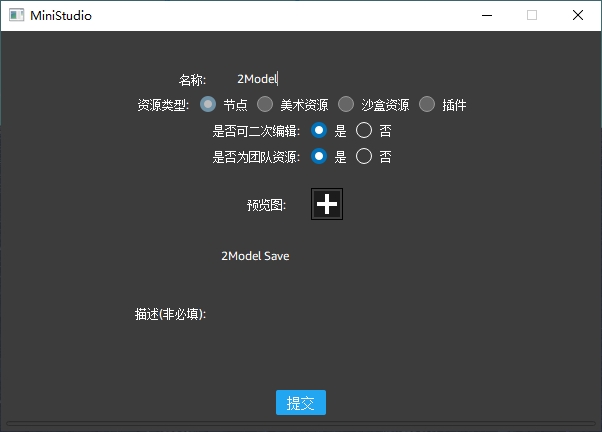 MiniStudio
名称: 2Model
资源类型: 节点 美术资源 沙盒资源 插件
是否可二次编辑: 是 否
是否为团队资源: 是 否
预览图:
2Model Save
描述(非必填):
提交